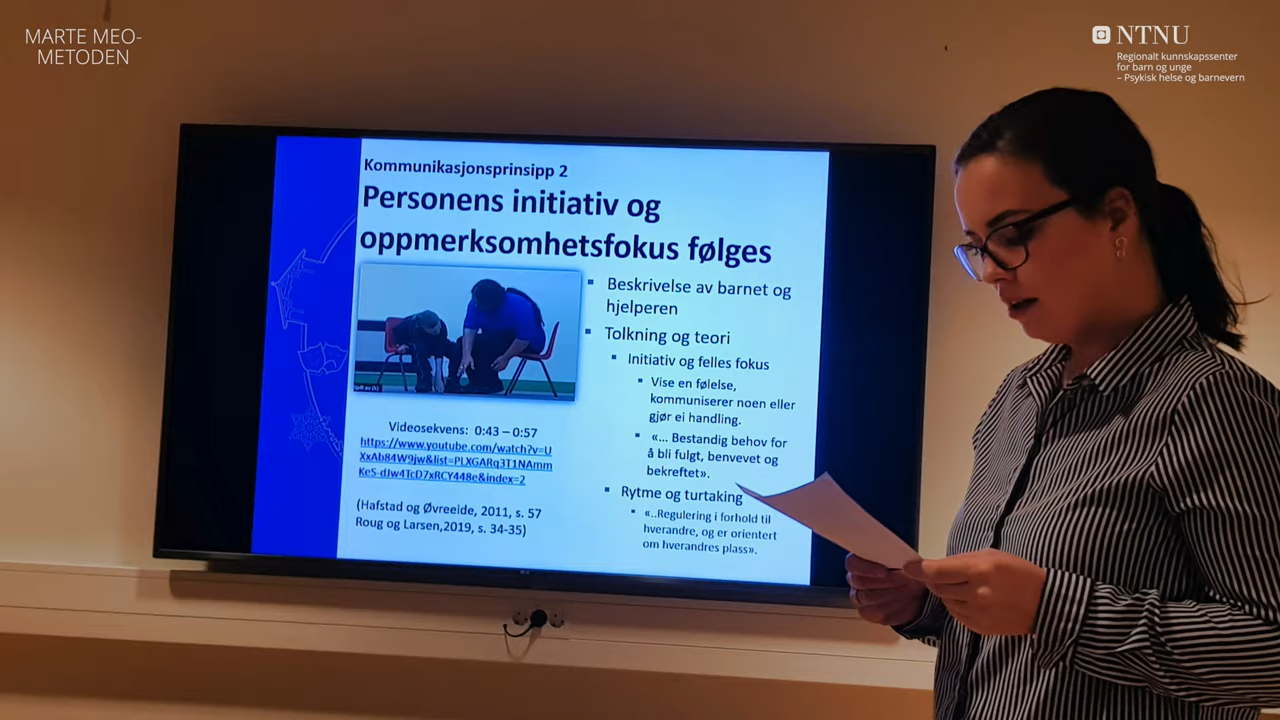 MARTE MEO-
METODEN
NTNU
Regionalt kunnskapssenter
for barn og unge
– Psykisk helse og barnevern
Kommunikasjonsprinsipp 2
Personens initiativ og
oppmerksomhetsfokus følges
Videosekvens: 0:43 – 0:57
https://www.youtube.com/watch?v=U
XxAb84W9jw&list=PLXGARq3T1NAmm
KeS-dJw4TcD7xRCY448e&index=2
(Hafstad og Øvreeide, 2011, s. 57
Roug og Larsen,2019, s. 34-35)
▪ Beskrivelse av barnet og
hjelperen
▪ Tolkning og teori
▪ Initiativ og felles fokus
▪ Vise en følelse,
kommuniserer noen eller
gjør ei handling.
▪ «... Bestandig behov for
å bli fulgt, benvevet og
bekreftet».
▪ Rytme og turtaking
▪ «..Regulering i forhold til
hverandre, og er orientert
om hverandres plass».